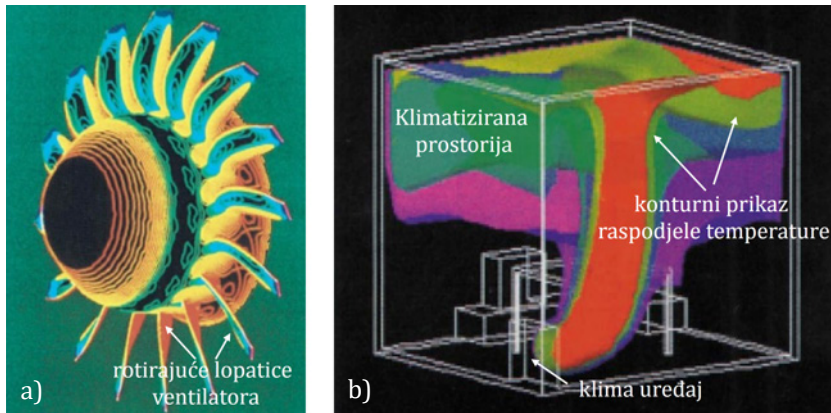 rotirajuće lopatice
ventilatora
a)
Klimatizirana
prostorija
konturni prikaz
raspodjele temperature
klima uređaj
b)